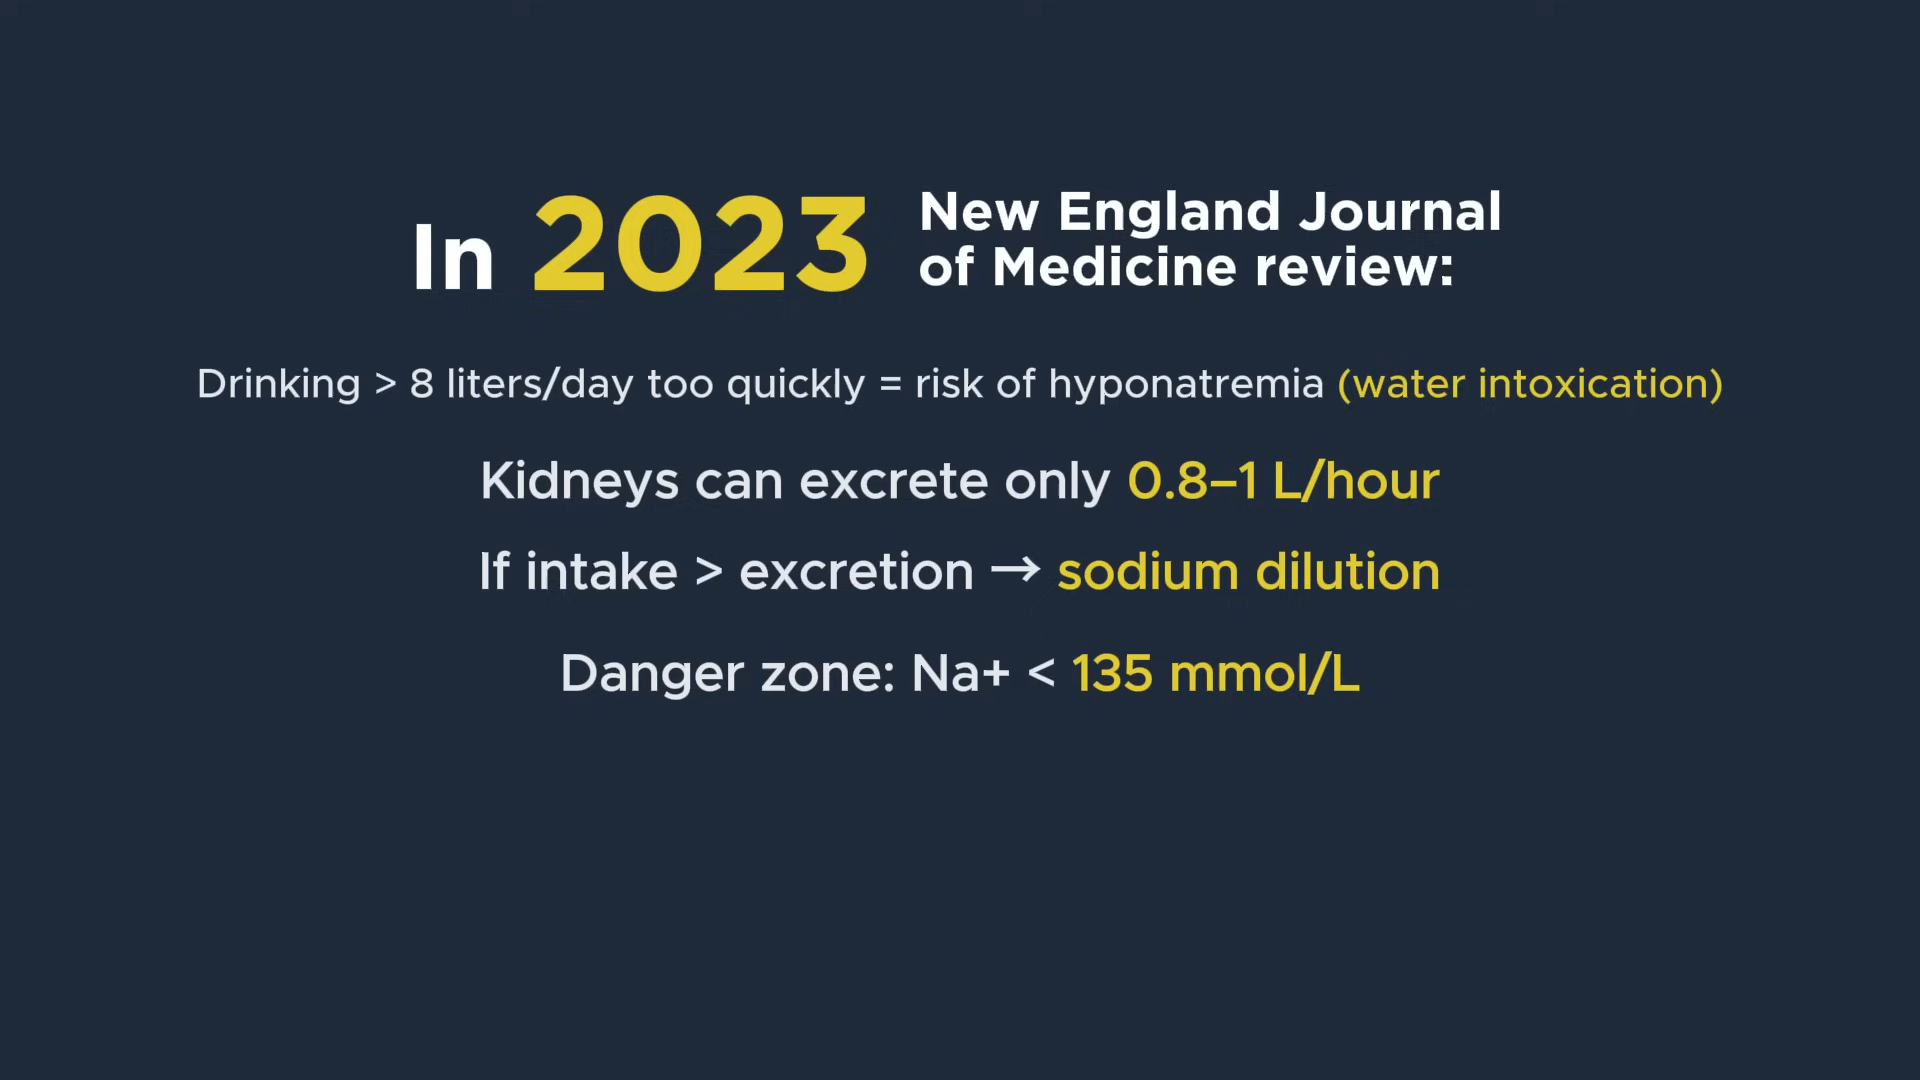 In 2023 New England Journal
of Medicine review:
Drinking > 8 liters/day too quickly = risk of hyponatremia (water intoxication)
Kidneys can excrete only 0.8–1 L/hour
If intake > excretion → sodium dilution
Danger zone: Na+ < 135 mmol/L